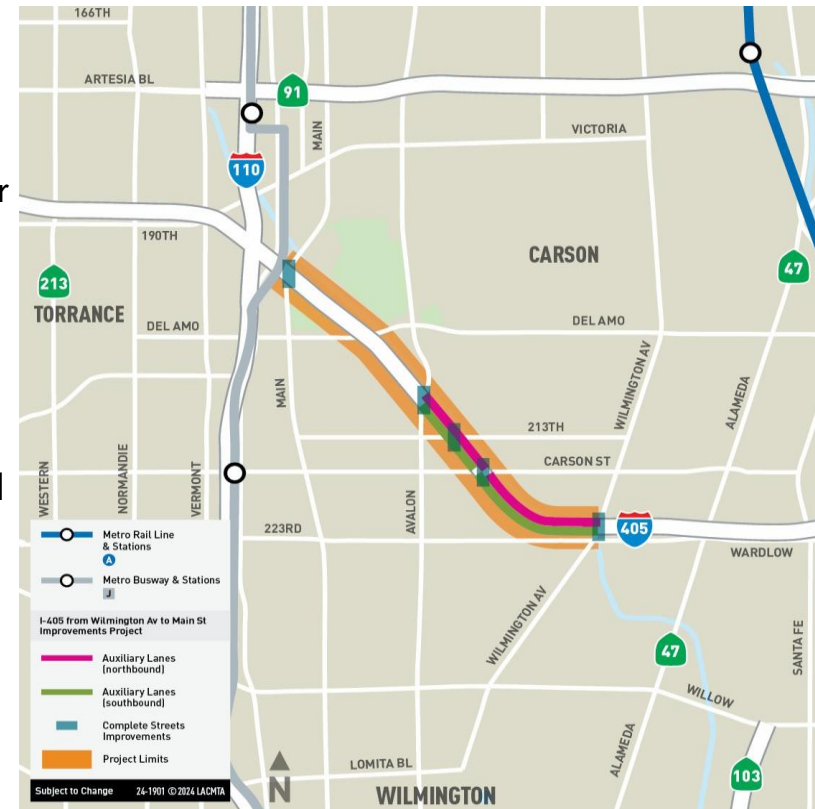 166TH
ARTESIA BL
91
MAIN
VICTORIA
110
r
190TH
CARSON
213
47
TORRANCE
DEL AMO
DEL AMO
WILMINGTON AV
MAIN
ALAMEDA
213TH
CARSON ST
WESTERN
NORMANDIE
VERMONT
AVALON
l
223RD
405
WARDLOW
Metro Rail Line
& Stations
A
Metro Busway & Stations
J
I-405 from Wilmington Av to Main St
Improvements Project
Auxiliary Lanes
(northbound)
Auxiliary Lanes
(southbound)
Complete Streets
Improvements
Project Limits
Subject to Change 24-1901 ©2024 LACMTA
WILMINGTON AV
47
SANTA FE
WILLOW
ALAMEDA
LOMITA BL
103
N
WILMINGTON